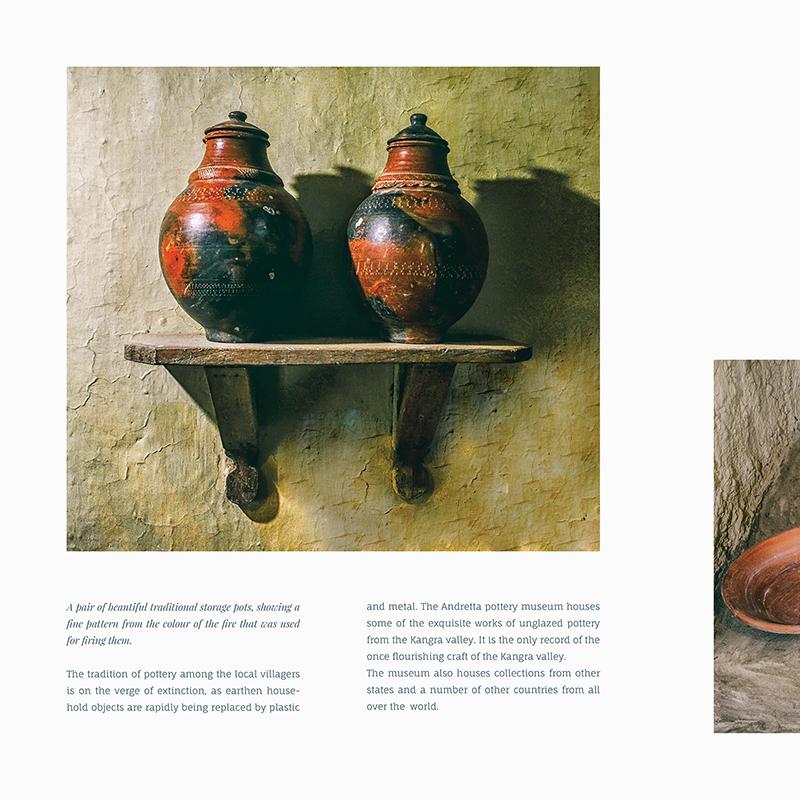 A pair of beautiful traditional storage pots, showing a
fine pattern from the colour of the fire that was used
for firing them.
The tradition of pottery among the local villagers
is on the verge of extinction, as earthen house-
hold objects are rapidly being replaced by plastic
and metal. The Andretta pottery museum houses
some of the exquisite works of unglazed pottery
from the Kangra valley. It is the only record of the
once flourishing craft of the Kangra valley.
The museum also houses collections from other
states and a number of other countries from all
over the world.